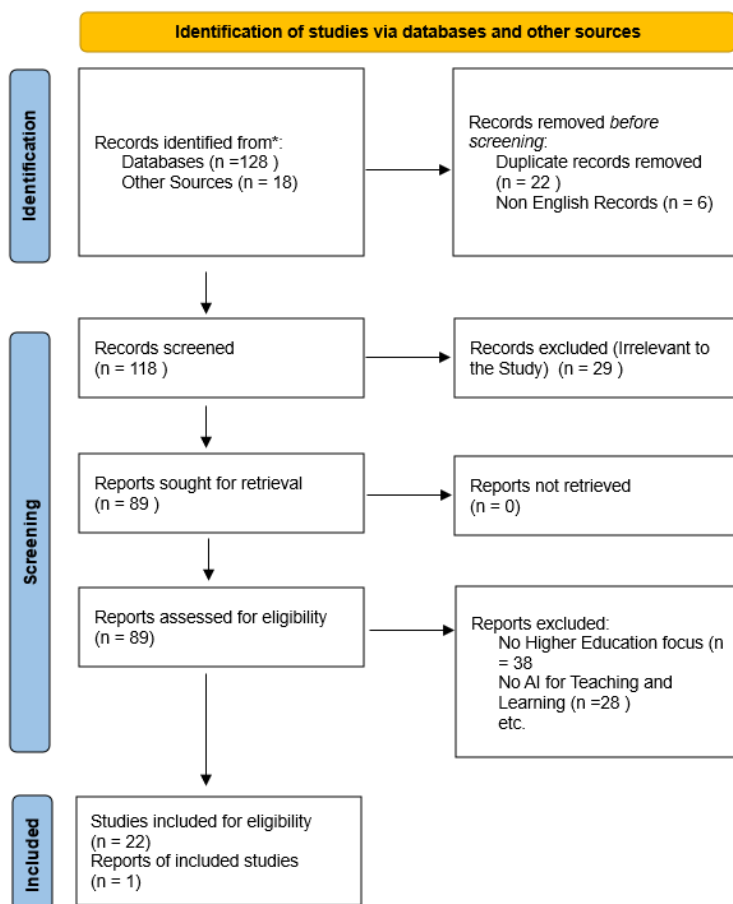 Identification of studies via databases and other sources
Identification
Records identified from*:
Databases (n =128 )
Other Sources (n = 18)
Records removed before
screening:
Duplicate records removed
(n = 22 )
Non English Records (n = 6)
Screening
Records screened
(n = 118 )
Records excluded (Irrelevant to
the Study)  (n = 29 )
Reports sought for retrieval
(n = 89 )
Reports not retrieved
(n = 0)
Reports assessed for eligibility
(n = 89)
Reports excluded:
No Higher Education focus (n
= 38
No AI for Teaching and
Learning (n =28 )
etc.
Included
Studies included for eligibility
(n = 22)
Reports of included studies
(n = 1)